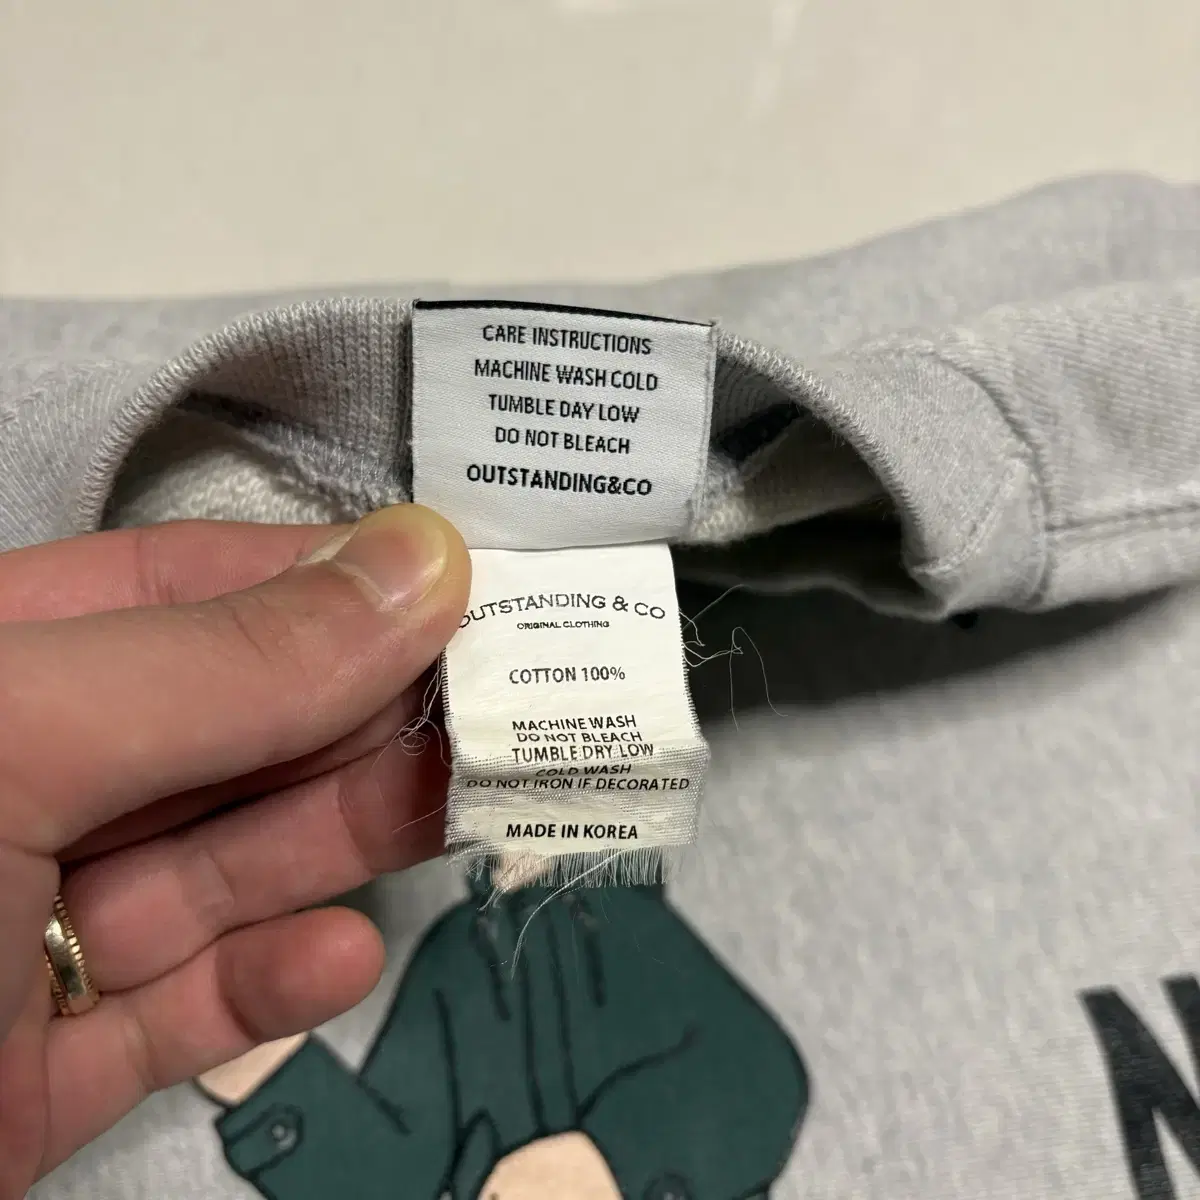 CARE INSTRUCTIONS
MACHINE WASH COLD
TUMBLE DAY LOW
DO NOT BLEACH
OUTSTANDING&CO
OUTSTANDING & CO
ORIGINAL CLOTHING
COTTON 100%
MACHINE WASH
DO NOT BLEACH
TUMBLE DRY LOW
COLD WASH
DO NOT IRON IF DECORATED
MADE IN KOREA
N